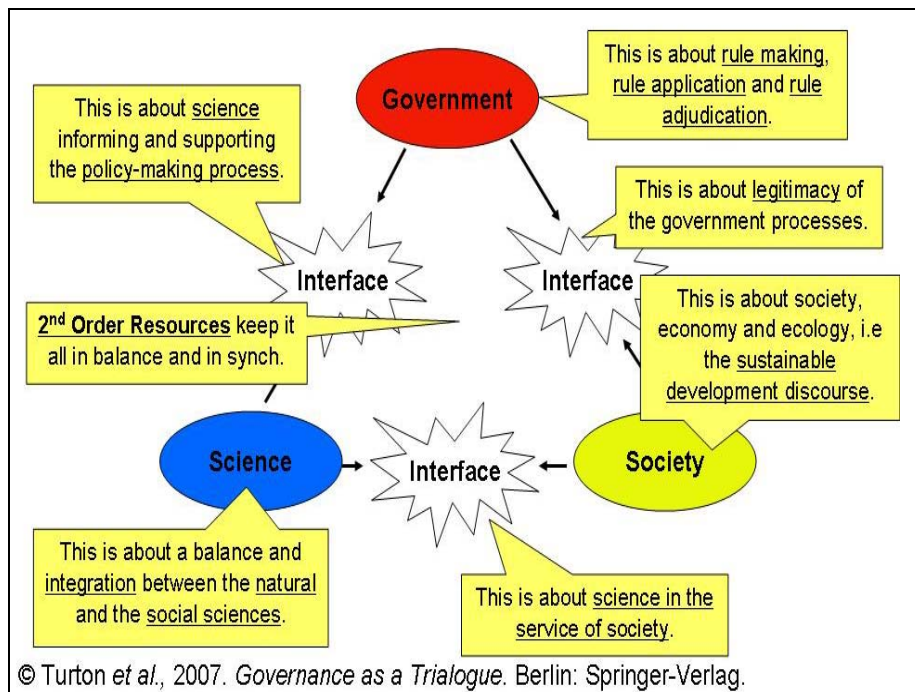 Government
This is about rule making,
rule application and rule
adjudication.
This is about science
informing and supporting
the policy-making process.
This is about legitimacy of
the government processes.
Interface
Interface
2nd Order Resources keep it
all in balance and in synch.
This is about society,
economy and ecology, i.e
the sustainable
development discourse.
Science
Interface
Society
This is about a balance and
integration between the natural
and the social sciences.
This is about science in the
service of society.
© Turton et al., 2007. Governance as a Trialogue. Berlin: Springer-Verlag.